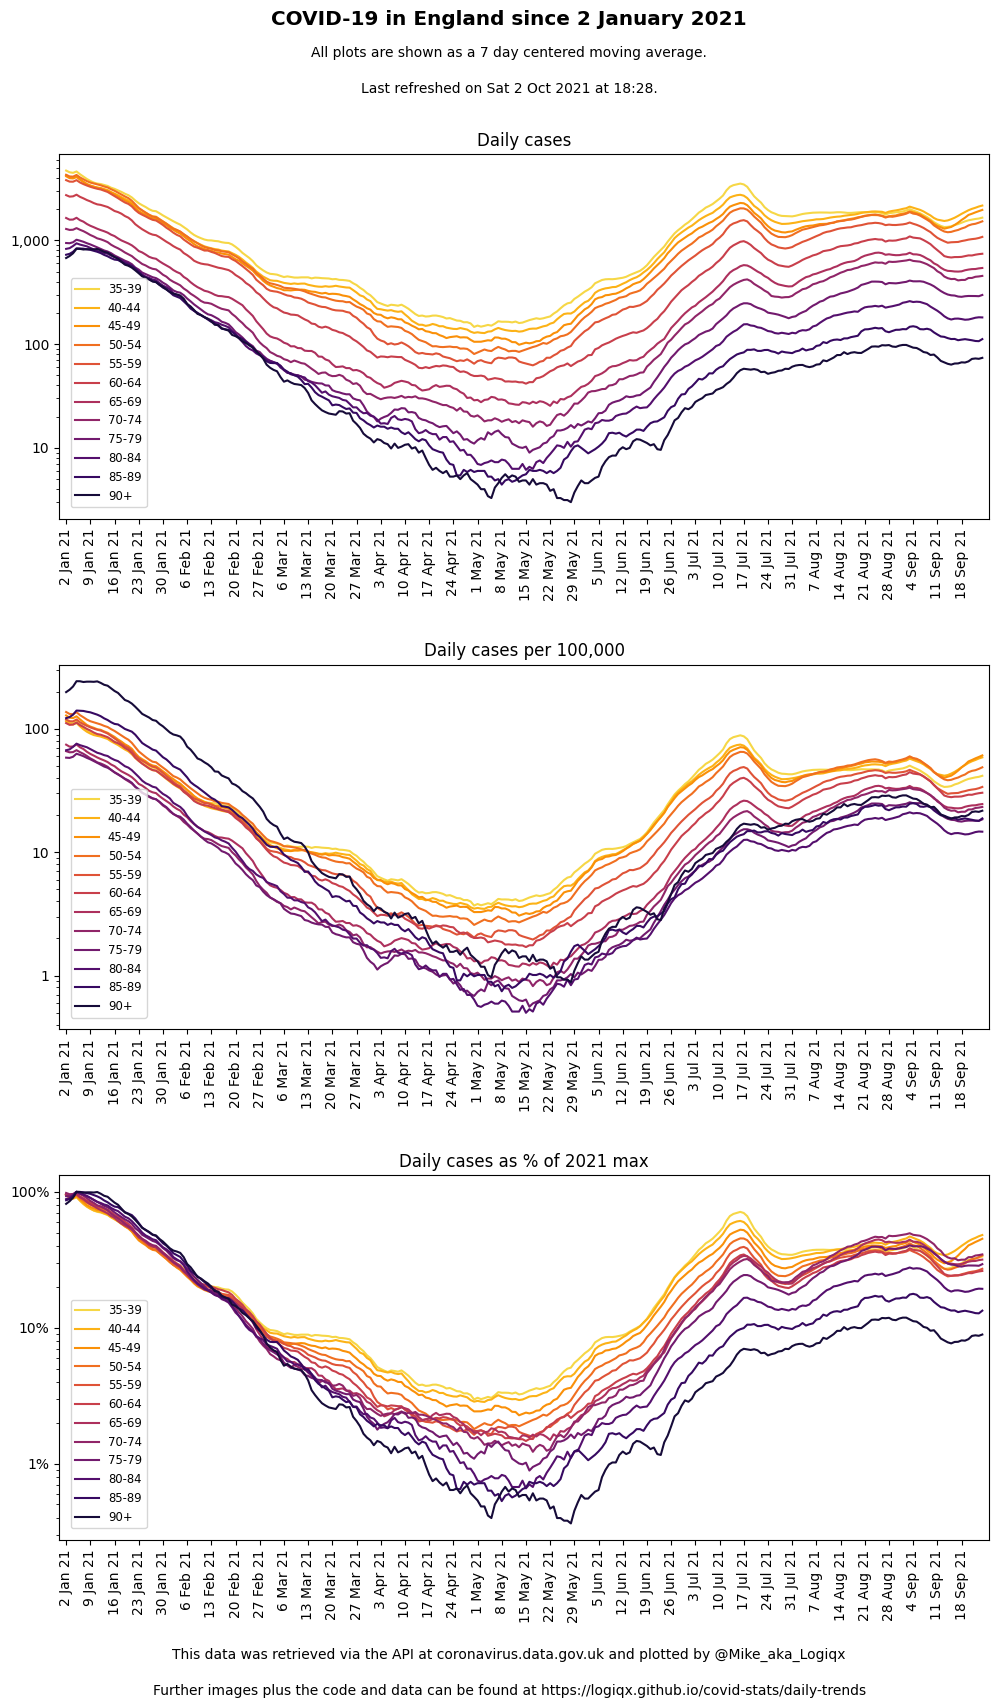 COVID-19 in England since 2 January 2021
All plots are shown as a 7 day centered moving average.
Last refreshed on Sat 2 Oct 2021 at 18:28.
Daily cases
1,000
100
10
35-39
40-44
45-49
50-54
55-59
60-64
65-69
70-74
75-79
80-84
85-89
90+
2 Jan 21
9 Jan 21
16 Jan 21
23 Jan 21
30 Jan 21
6 Feb 21
13 Feb 21
20 Feb 21
27 Feb 21
6 Mar 21
13 Mar 21
20 Mar 21
27 Mar 21
3 Apr 21
10 Apr 21
17 Apr 21
24 Apr 21
1 May 21
8 May 21
15 May 21
22 May 21
29 May 21
5 Jun 21
12 Jun 21
19 Jun 21
26 Jun 21
3 Jul 21
10 Jul 21
17 Jul 21
24 Jul 21
31 Jul 21
7 Aug 21
14 Aug 21
21 Aug 21
28 Aug 21
4 Sep 21
11 Sep 21
18 Sep 21
Daily cases per 100,000
100
10
1
35-39
40-44
45-49
50-54
55-59
60-64
65-69
70-74
75-79
80-84
85-89
90+
2 Jan 21
9 Jan 21
16 Jan 21
23 Jan 21
30 Jan 21
6 Feb 21
13 Feb 21
20 Feb 21
27 Feb 21
6 Mar 21
13 Mar 21
20 Mar 21
27 Mar 21
3 Apr 21
10 Apr 21
17 Apr 21
24 Apr 21
1 May 21
8 May 21
15 May 21
22 May 21
29 May 21
5 Jun 21
12 Jun 21
19 Jun 21
26 Jun 21
3 Jul 21
10 Jul 21
17 Jul 21
24 Jul 21
31 Jul 21
7 Aug 21
14 Aug 21
21 Aug 21
28 Aug 21
4 Sep 21
11 Sep 21
18 Sep 21
Daily cases as % of 2021 max
100%
10%
1%
35-39
40-44
45-49
50-54
55-59
60-64
65-69
70-74
75-79
80-84
85-89
90+
2 Jan 21
9 Jan 21
16 Jan 21
23 Jan 21
30 Jan 21
6 Feb 21
13 Feb 21
20 Feb 21
27 Feb 21
6 Mar 21
13 Mar 21
20 Mar 21
27 Mar 21
3 Apr 21
10 Apr 21
17 Apr 21
24 Apr 21
1 May 21
8 May 21
15 May 21
22 May 21
29 May 21
5 Jun 21
12 Jun 21
19 Jun 21
26 Jun 21
3 Jul 21
10 Jul 21
17 Jul 21
24 Jul 21
31 Jul 21
7 Aug 21
14 Aug 21
21 Aug 21
28 Aug 21
4 Sep 21
11 Sep 21
18 Sep 21
This data was retrieved via the API at coronavirus.data.gov.uk and plotted by @Mike_aka_Logiqx
Further images plus the code and data can be found at https://logiqx.github.io/covid-stats/daily-trends